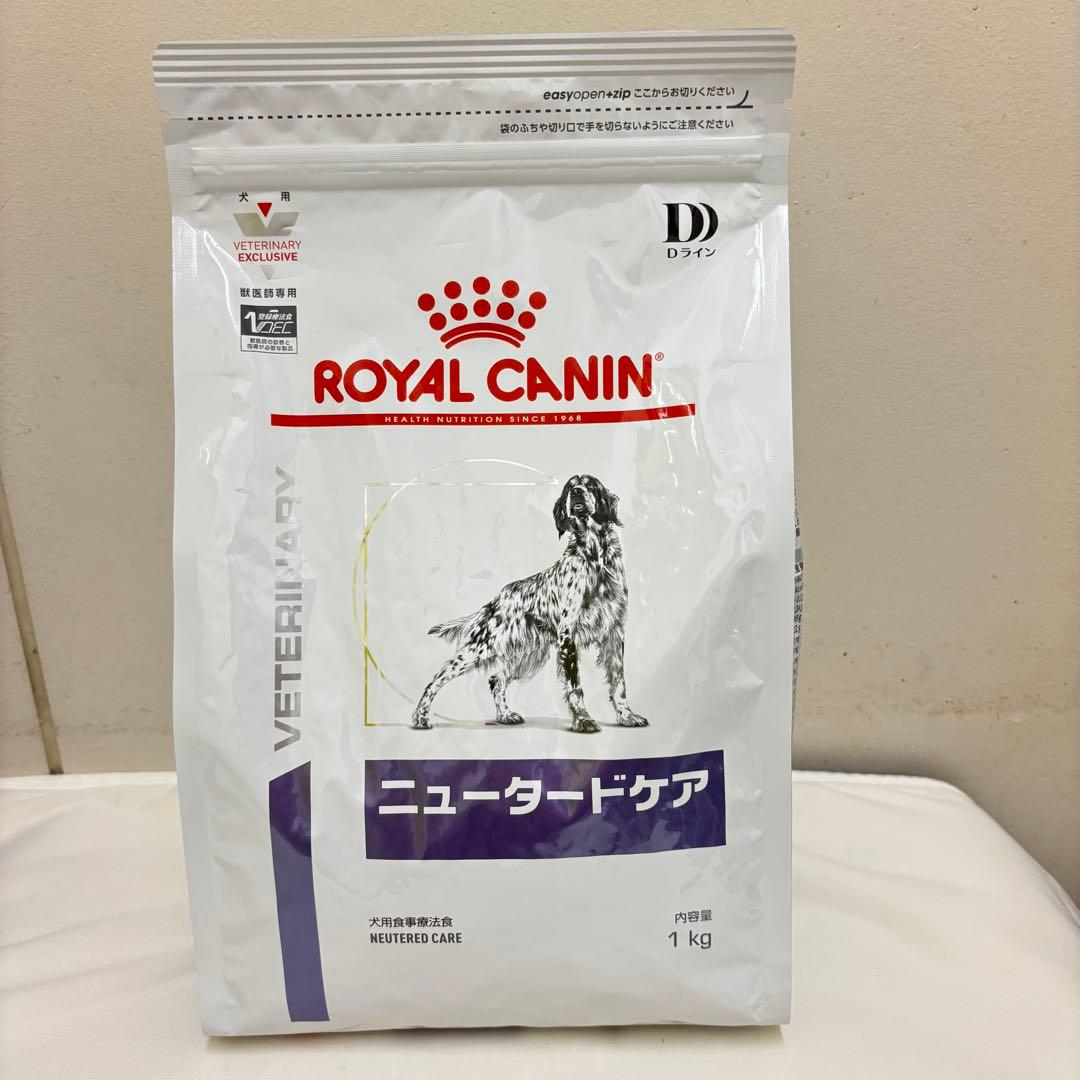 easyopen+zip ここからお切りください
袋のふちや切り口で手を切らないようにご注意ください
犬 用
VETERINARY
EXCLUSIVE
獣医師専用
登録療法食
獣医師の診察と
指導が必要な製品
D
Dライン
ROYAL CANIN®
HEALTH NUTRITION SINCE 1968
VETERINARY
ニュータードケア
犬用食事療法食
NEUTERED CARE
内容量
1 kg